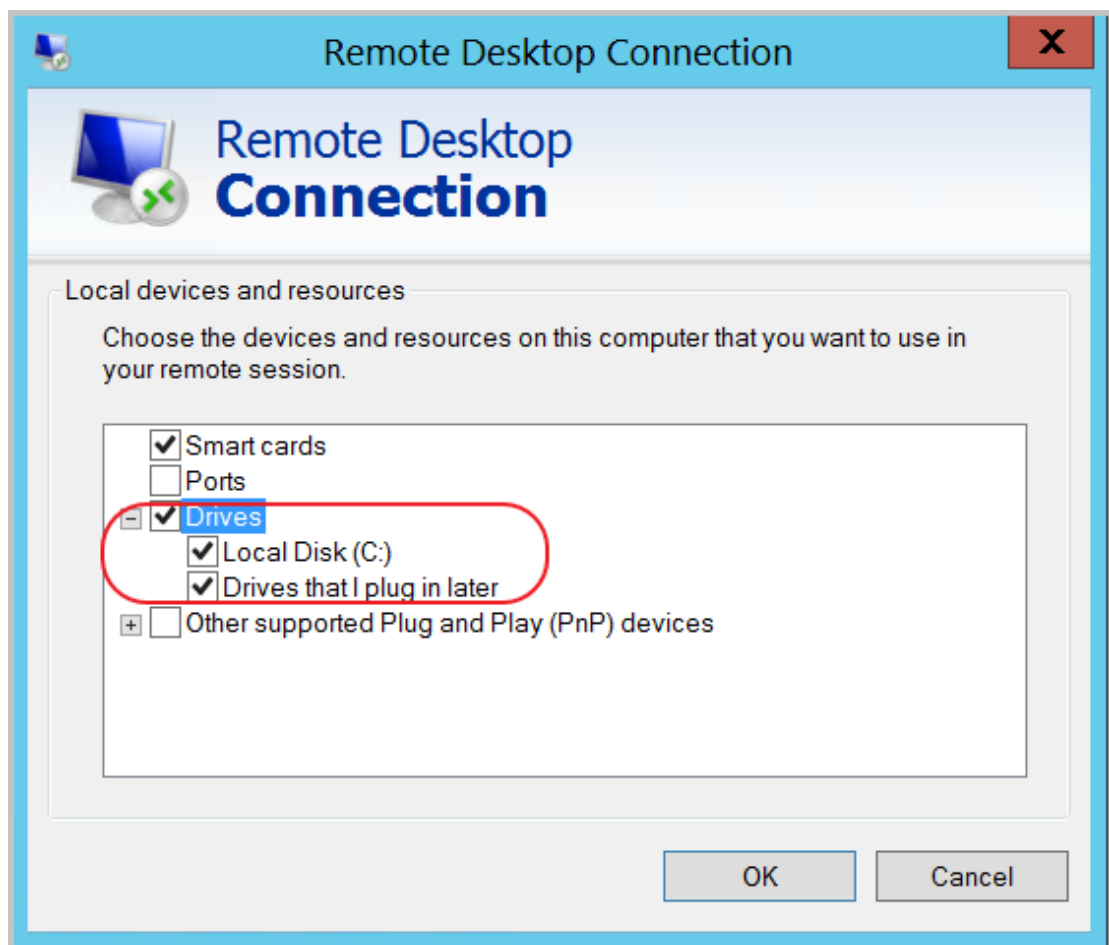 Remote Desktop Connection
X
Remote Desktop
Connection
Local devices and resources
Choose the devices and resources on this computer that you want to use in
your remote session.
Smart cards
Ports
Drives
Local Disk (C:)
Drives that I plug in later
Other supported Plug and Play (PnP) devices
OK
Cancel